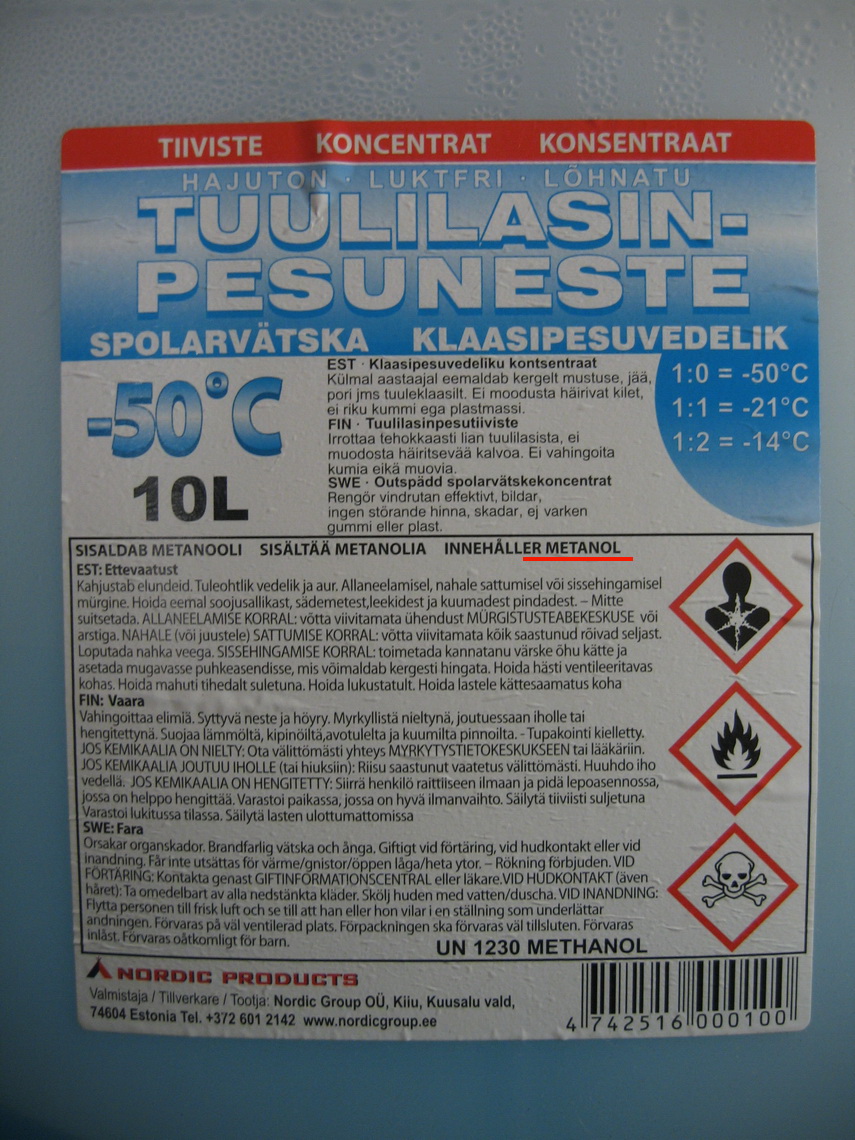 TIIVISTE KONCENTRAT KONSENTRAAT
HAJUTON · LUKTFRI · LÕHNATU
TUULILASIN-
PESUNESTE
SPOLARVÄTSKA KLAASIPESUVEDELIK
-50°C
10L
EST · Klaasipesuvedeliku kontsentraat
Külmal aastaajal eemaldab kergelt mustuse, jää,
pori jms tuuleklaasilt. Ei moodusta häirivat kilet,
ei riku kummi ega plastmassi.
FIN · Tuulilasinpesutiiviste
Irrottaa tehokkaasti lian tuulilasista, ei
muodosta häiritsevää kalvoa. Ei vahingoita
kumia eikä muovia.
SWE · Outspädd spolarvätskekoncentrat
Rengör vindrutan effektivt, bildar,
ingen störande hinna, skadar, ej varken
gummi eller plast.
1:0 = -50°C
1:1 = -21°C
1:2 = -14°C
SISALDAB METANOOLI SISÄLTÄÄ METANOLIA INNEHÅLLER METANOL
EST: Ettevaatust
Kahjustab elundeid. Tuleohtlik vedelik ja aur. Allaneelamisel, nahale sattumisel või sissehingamisel
mürgine. Hoida eemal soojusallikast, sädemetest,leekidest ja kuumadest pindadest. – Mitte
suitsetada. ALLANEELAMISE KORRAL: võtta viivitamata ühendust MÜRGISTUSTEABEKESKUSE või
arstiga. NAHALE (või juustele) SATTUMISE KORRAL: võtta viivitamata kõik saastunud rõivad seljast.
Loputada nahka veega. SISSEHINGAMISE KORRAL: toimetada kannatanu värske õhu kätte ja
asetada mugavasse puhkeasendisse, mis võimaldab kergesti hingata. Hoida hästi ventileeritavas
kohas. Hoida mahuti tihedalt suletuna. Hoida lukustatult. Hoida lastele kättesaamatus koha
FIN: Vaara
Vahingoittaa elimiä. Syttyvä neste ja höyry. Myrkyllistä nieltynä, joutuessaan iholle tai
hengitettynä. Suojaa lämmöltä, kipinöiltä,avotulelta ja kuumilta pinnoilta. - Tupakointi kielletty.
JOS KEMIKAALIA ON NIELTY: Ota välittömästi yhteys MYRKYTYSTIETOKESKUKSEEN tai lääkäriin.
JOS KEMIKAALIA JOUTUU IHOLLE (tai hiuksiin): Riisu saastunut vaatetus välittömästi. Huuhdo iho
vedellä. JOS KEMIKAALIA ON HENGITETTY: Siirrä henkilö raittiiseen ilmaan ja pidä lepoasennossa,
jossa on helppo hengittää. Varastoi paikassa, jossa on hyvä ilmanvaihto. Säilytä tiiviisti suljetuna
Varastoi lukitussa tilassa. Säilytä lasten ulottumattomissa
SWE: Fara
Orsakar organskador. Brandfarlig vätska och ånga. Giftigt vid förtäring, vid hudkontakt eller vid
inandning. Får inte utsättas för värme/gnistor/öppen låga/heta ytor. – Rökning förbjuden. VID
FÖRTÄRING: Kontakta genast GIFTINFORMATIONSCENTRAL eller läkare.VID HUDKONTAKT (även
håret): Ta omedelbart av alla nedstänkta kläder. Skölj huden med vatten/duscha. VID INANDNING:
Flytta personen till frisk luft och se till att han eller hon vilar i en ställning som underlättar
andningen. Förvaras på väl ventilerad plats. Förpackningen ska förvaras väl tillsluten. Förvaras
inlåst. Förvaras oåtkomligt för barn.
UN 1230 METHANOL
NORDIC PRODUCTS
Valmistaja / Tillverkare / Tootja: Nordic Group OÜ, Kiiu, Kuusalu vald,
74604 Estonia Tel. +372 601 2142 www.nordicgroup.ee
4 742516 000100